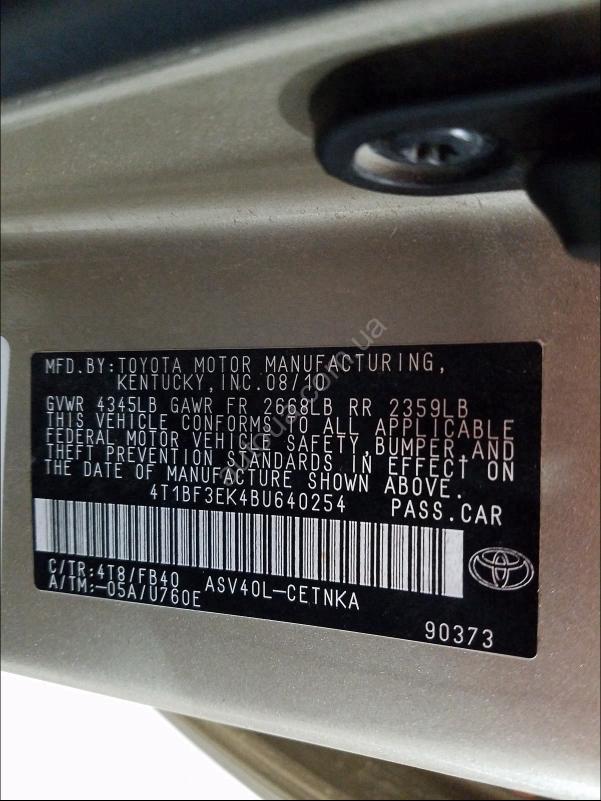 MFD.BY:TOYOTA MOTOR MANUFACTURING,
KENTUCKY,INC.08/10
GVWR 4345LB GAWR FR 2668LB RR 2359LB
THIS VEHICLE CONFORMS TO ALL APPLICABLE
FEDERAL MOTOR VEHICLE SAFETY,BUMPER,AND
THEFT PREVENTION STANDARDS IN EFFECT ON
THE DATE OF MANUFACTURE SHOWN ABOVE.
4T1BF3EK4BU640254 PASS.CAR
C/TR:4T8/FB40 ASV40L-CETNKA
A/TM:-05A/U760E
90373